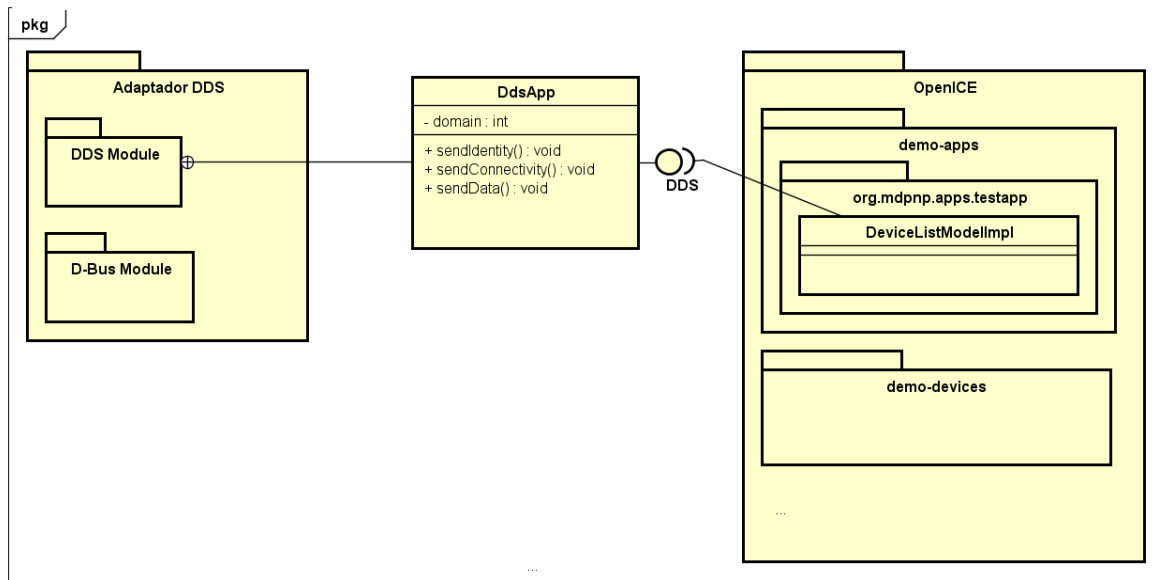 pkg
Adaptador DDS
DDS Module
D-Bus Module
DdsApp
- domain : int
+ sendIdentity() : void
+ sendConnectivity() : void
+ sendData() : void
DDS
OpenICE
demo-apps
org.mdpnp.apps.testapp
DeviceListModelImpl
demo-devices
...
...